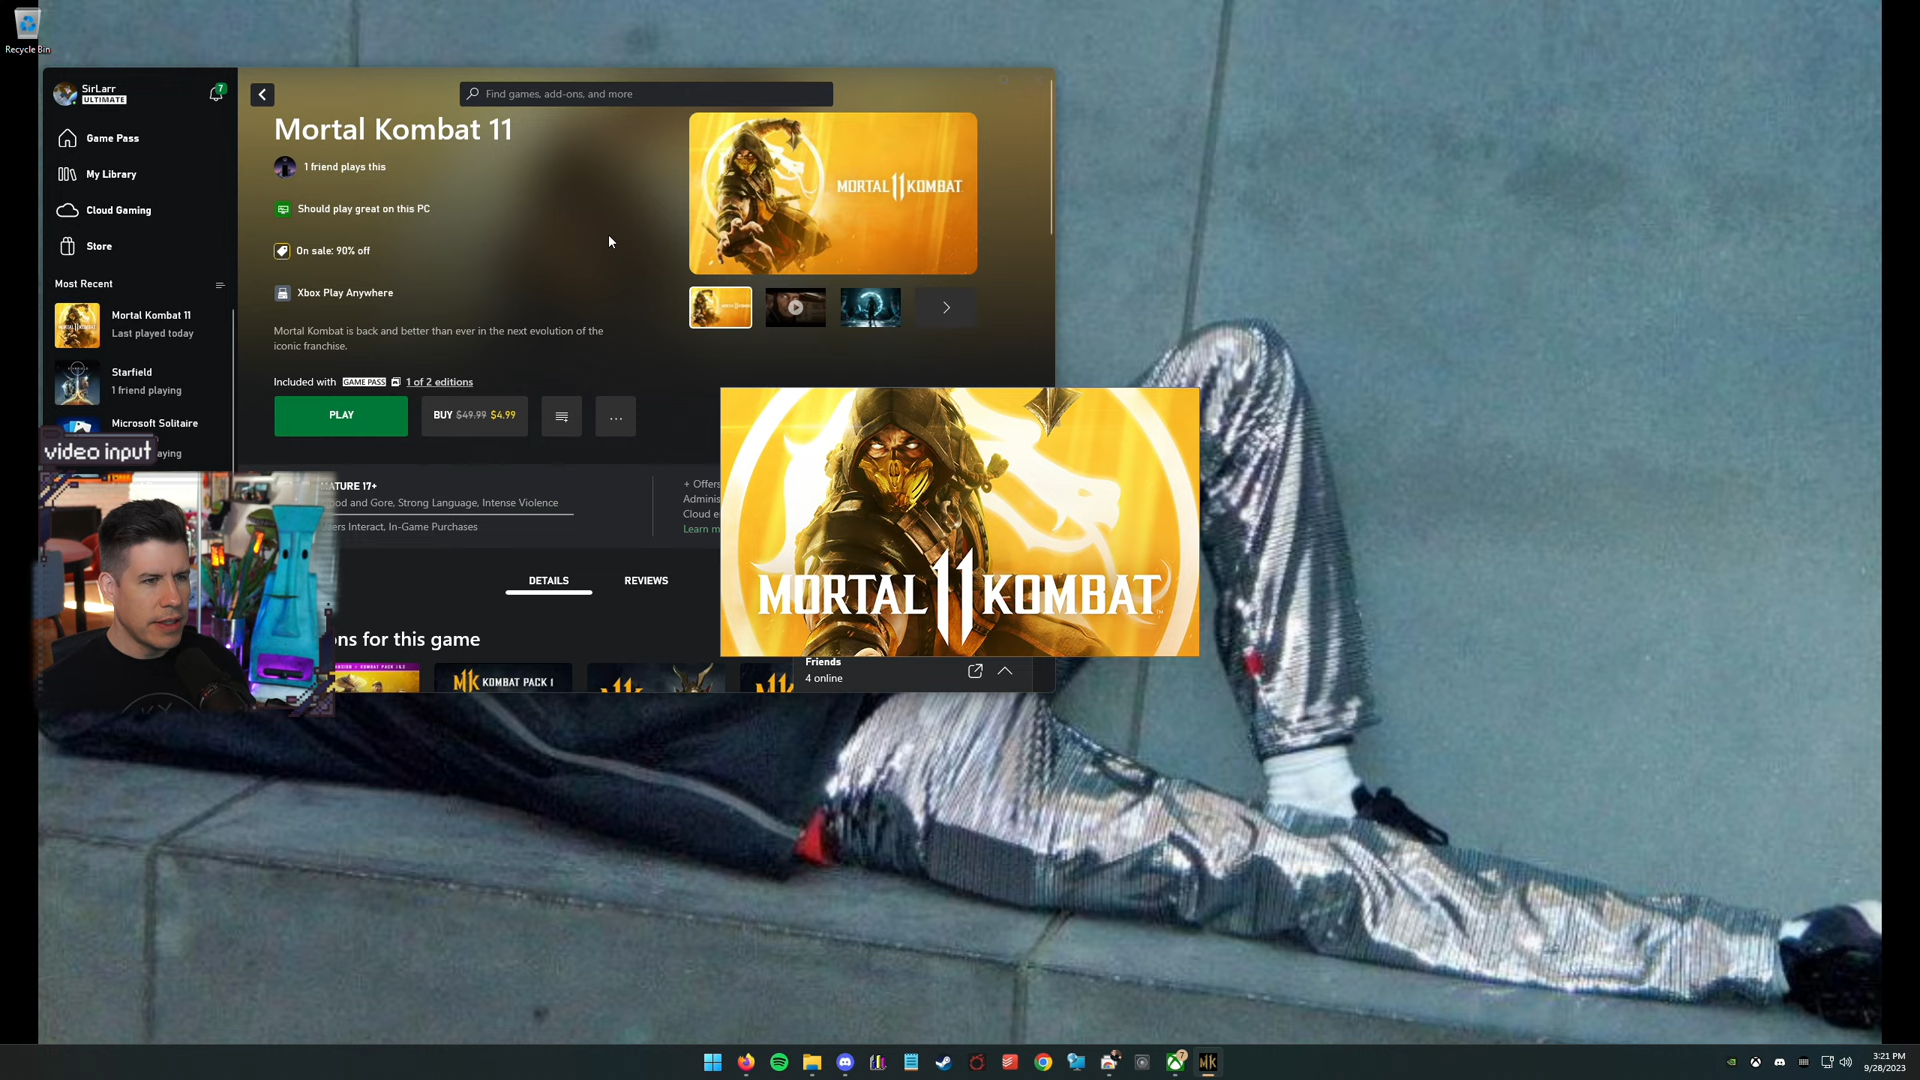 Recycle Bin
SirLarr
ULTIMATE
7
Find games, add-ons, and more
Game Pass
My Library
Cloud Gaming
Store
Most Recent
Mortal Kombat 11
Last played today
Starfield
1 friend playing
Microsoft Solitaire
aying
video input
Mortal Kombat 11
1 friend plays this
Should play great on this PC
On sale: 90% off
Xbox Play Anywhere
Mortal Kombat is back and better than ever in the next evolution of the
iconic franchise.
Included with GAME PASS 1 of 2 editions
PLAY
BUY $49.99 $4.99
...
MORTAL 11 KOMBAT
ATURE 17+
od and Gore, Strong Language, Intense Violence
ers Interact, In-Game Purchases
+ Offers
Adminis
Cloud e
Learn m
DETAILS
REVIEWS
ns for this game
MK KOMBAT PACK 1
MORTAL 11 KOMBAT
Friends
4 online
3:21 PM
9/28/2023